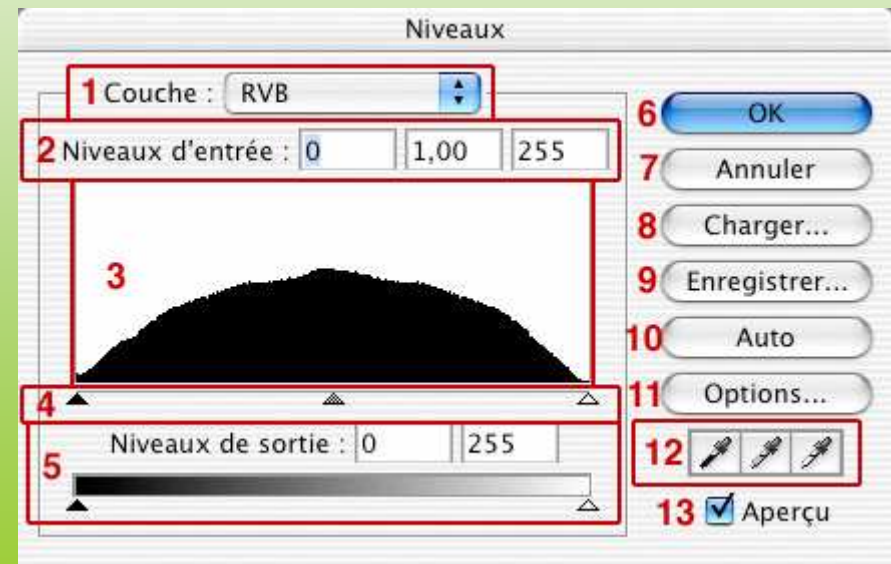 Niveaux
1 Couche : RVB
2 Niveaux d'entrée : 0 1,00 255
3
4
5 Niveaux de sortie : 0 255
6 OK
7 Annuler
8 Charger...
9 Enregistrer...
10 Auto
11 Options...
12
13 Aperçu